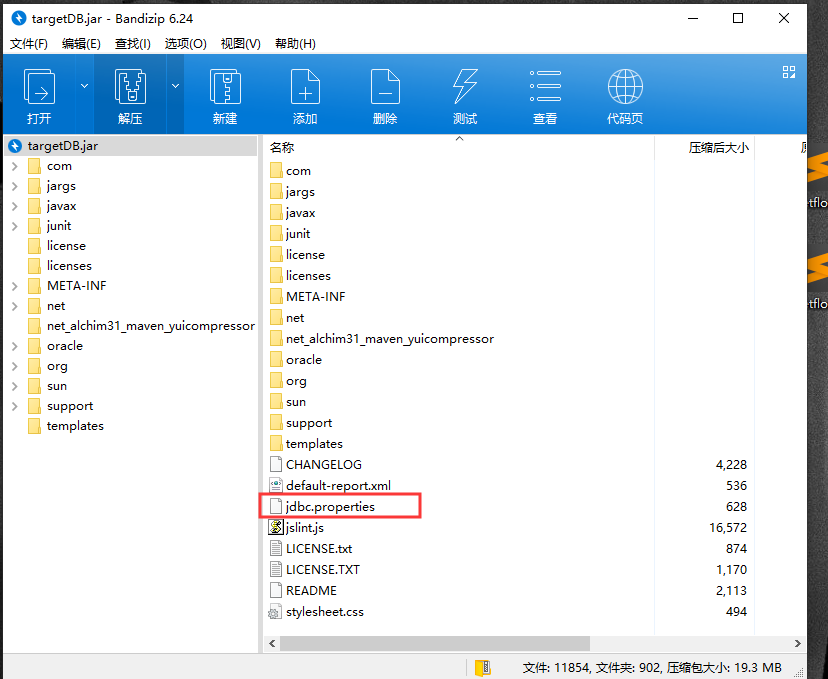 targetDB.jar - Bandizip 6.24
文件(F) 编辑(E) 查找(I) 选项(O) 视图(V) 帮助(H)
打开 解压 新建 添加 删除 测试 查看 代码页
targetDB.jar
com
jargs
javax
junit
license
licenses
META-INF
net
net_alchim31_maven_yuicompressor
oracle
org
sun
support
templates
名称 压缩后大小
com
jargs
javax
junit
license
licenses
META-INF
net
net_alchim31_maven_yuicompressor
oracle
org
sun
support
templates
CHANGELOG 4,228
default-report.xml 536
jdbc.properties 628
jslint.js 16,572
LICENSE.txt 874
LICENSE.TXT 1,170
README 2,113
stylesheet.css 494
文件: 11854, 文件夹: 902, 压缩包大小: 19.3 MB